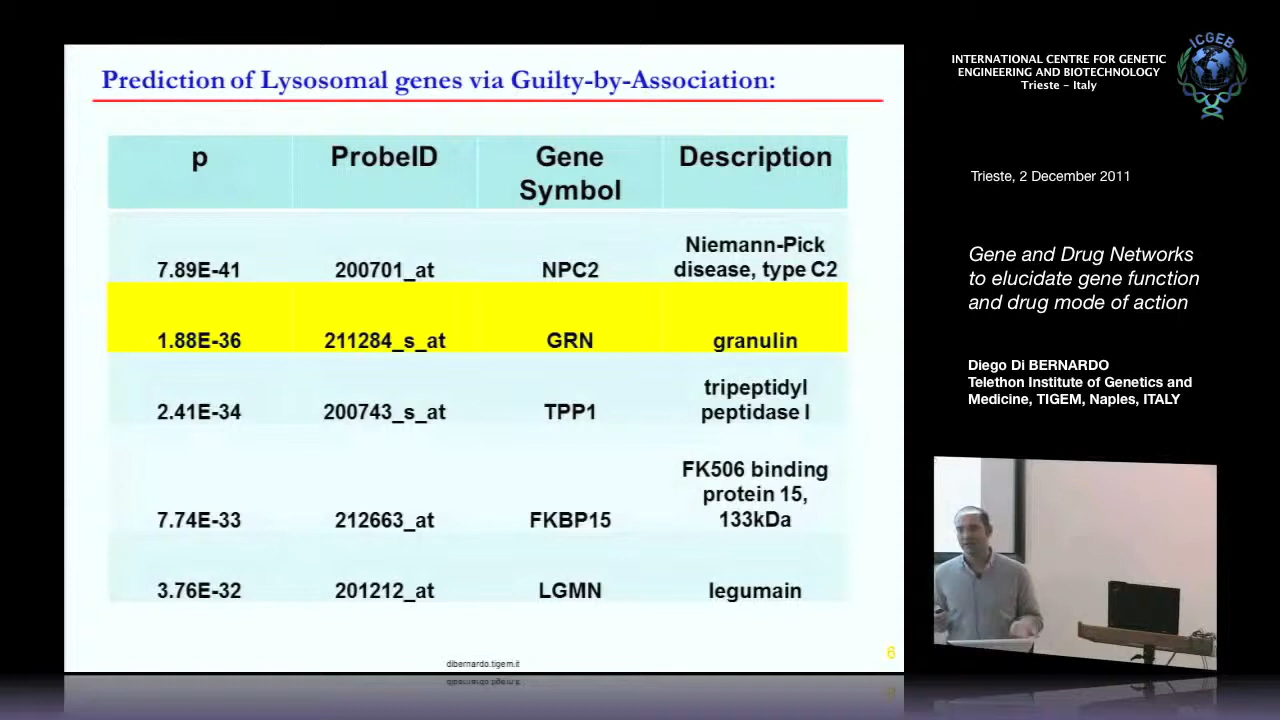 Prediction of Lysosomal genes via Guilty-by-Association:
p ProbeID Gene Symbol Description
7.89E-41 200701_at NPC2 Niemann-Pick disease, type C2
1.88E-36 211284_s_at GRN granulin
2.41E-34 200743_s_at TPP1 tripeptidyl peptidase I
7.74E-33 212663_at FKBP15 FK506 binding protein 15, 133kDa
3.76E-32 201212_at LGMN legumain
dibernardo.tigem.it
6
INTERNATIONAL CENTRE FOR GENETIC
ENGINEERING AND BIOTECHNOLOGY
Trieste - Italy
ICGEB
Trieste, 2 December 2011
Gene and Drug Networks
to elucidate gene function
and drug mode of action
Diego Di BERNARDO
Telethon Institute of Genetics and
Medicine, TIGEM, Naples, ITALY